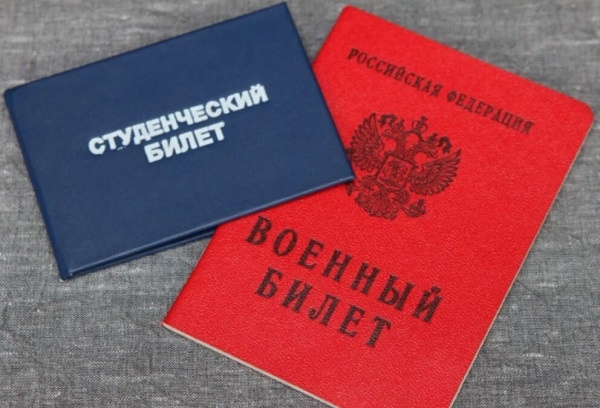 СТУДЕНЧЕСКИЙ
БИЛЕТ
РОССИЙСКАЯ ФЕДЕРАЦИЯ
ВОЕННЫЙ
БИЛЕТ